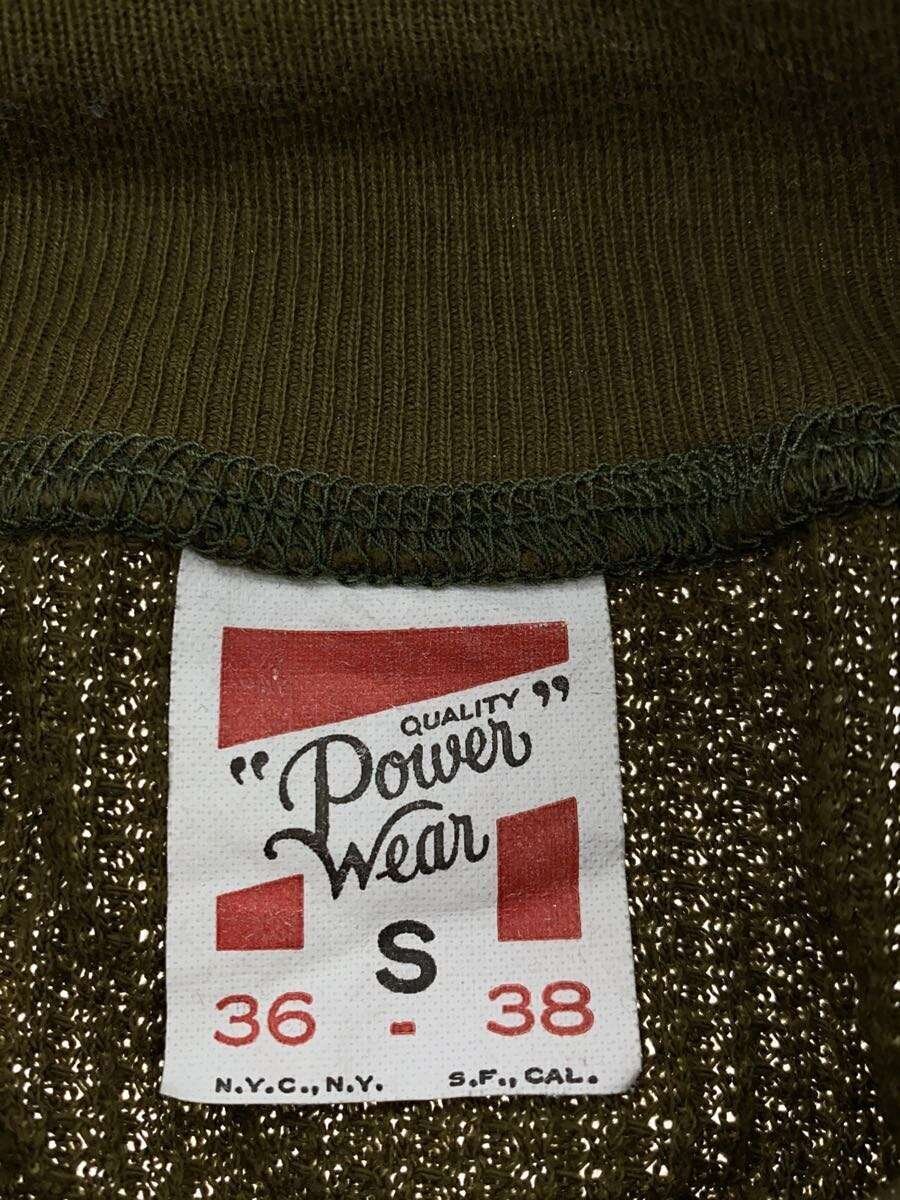 QUALITY
"Power
Wear"
S
36 - 38
N.Y.C., N.Y. S.F., CAL.